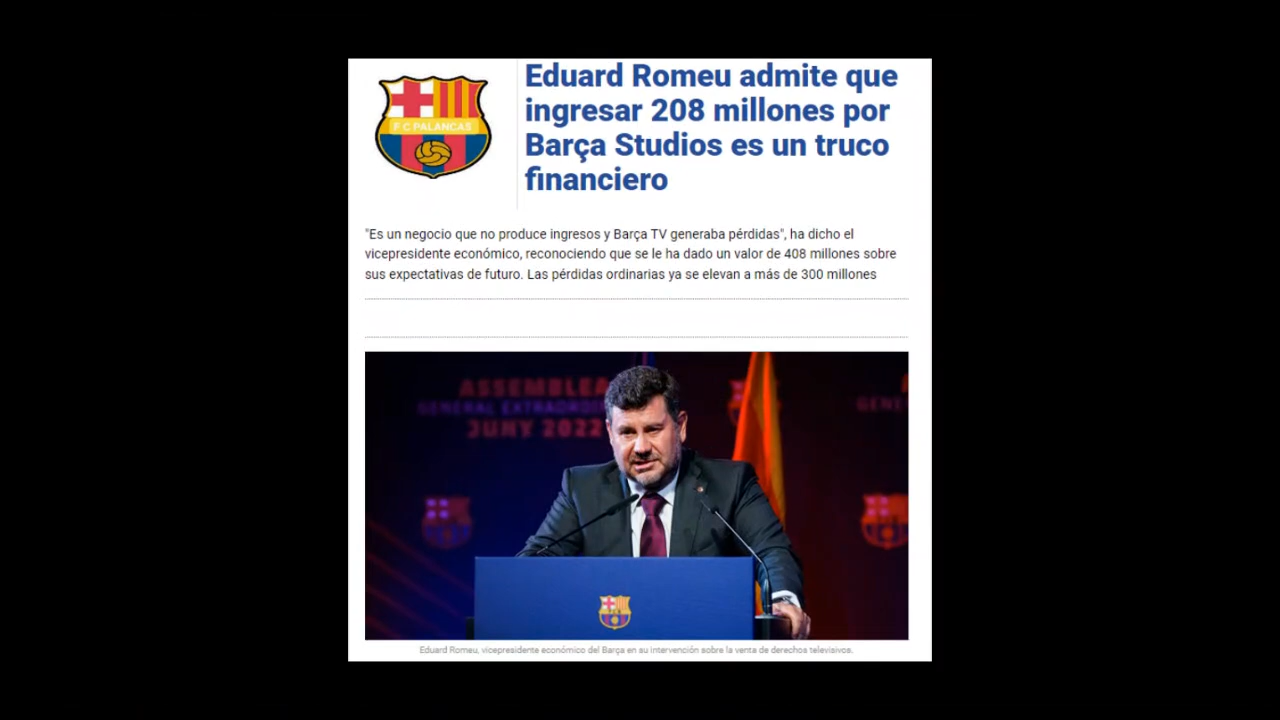 F C PALANCAS
Eduard Romeu admite que
ingresar 208 millones por
Barça Studios es un truco
financiero
"Es un negocio que no produce ingresos y Barça TV generaba pérdidas", ha dicho el
vicepresidente económico, reconociendo que se le ha dado un valor de 408 millones sobre
sus expectativas de futuro. Las pérdidas ordinarias ya se elevan a más de 300 millones
ASSEMBLEA
GENERAL EXTRAORDI
JUNY 2022
GENE
Eduard Romeu, vicepresidente económico del Barça en su intervención sobre la venta de derechos televisivos.